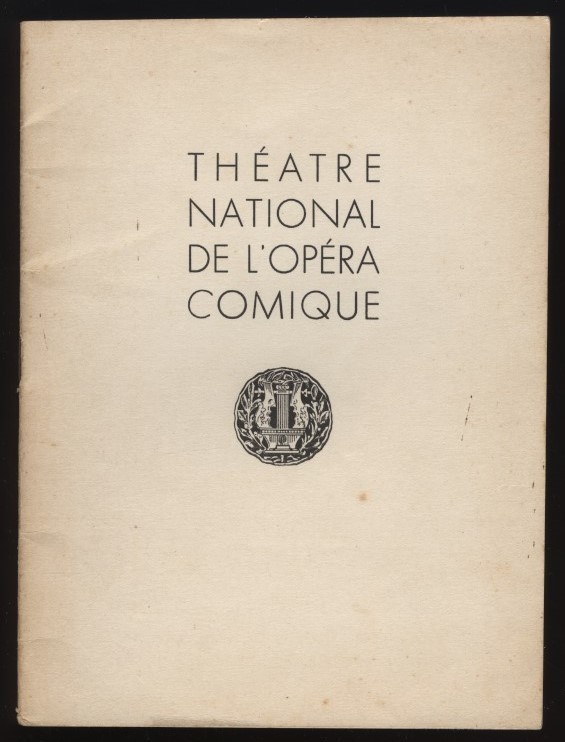 THÉATRE
NATIONAL
DE L'OPÉRA
COMIQUE